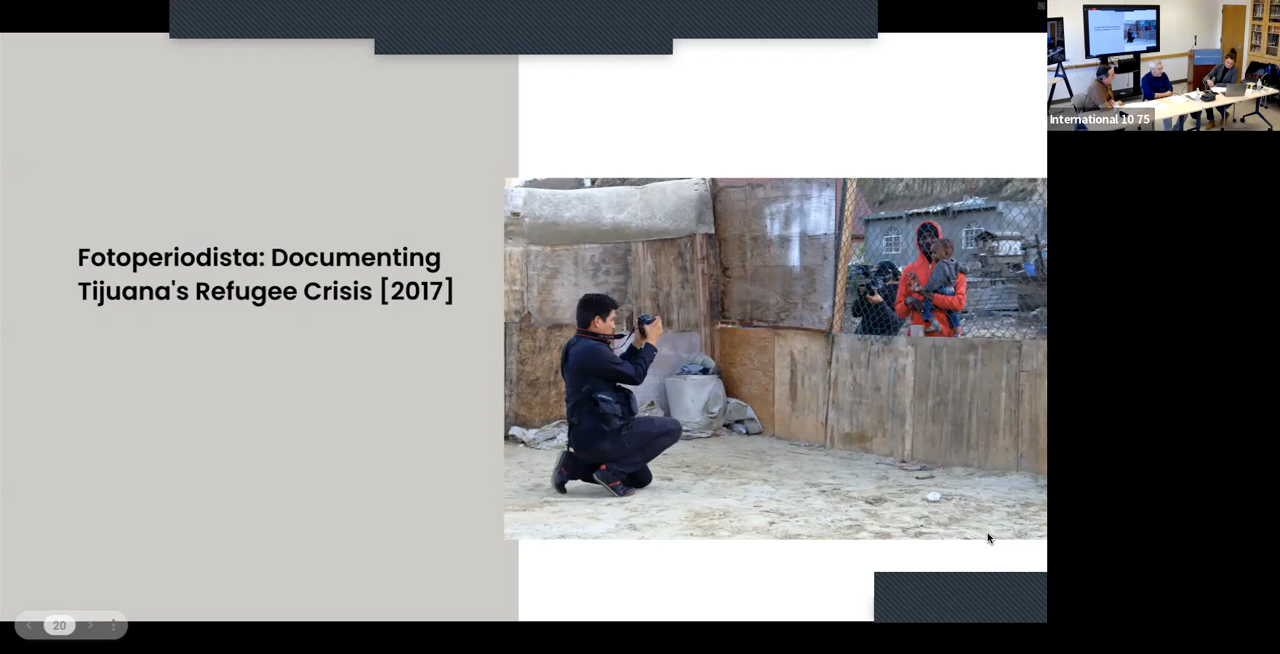 Fotoperiodista: Documenting
Tijuana's Refugee Crisis [2017]
International 10 75
20